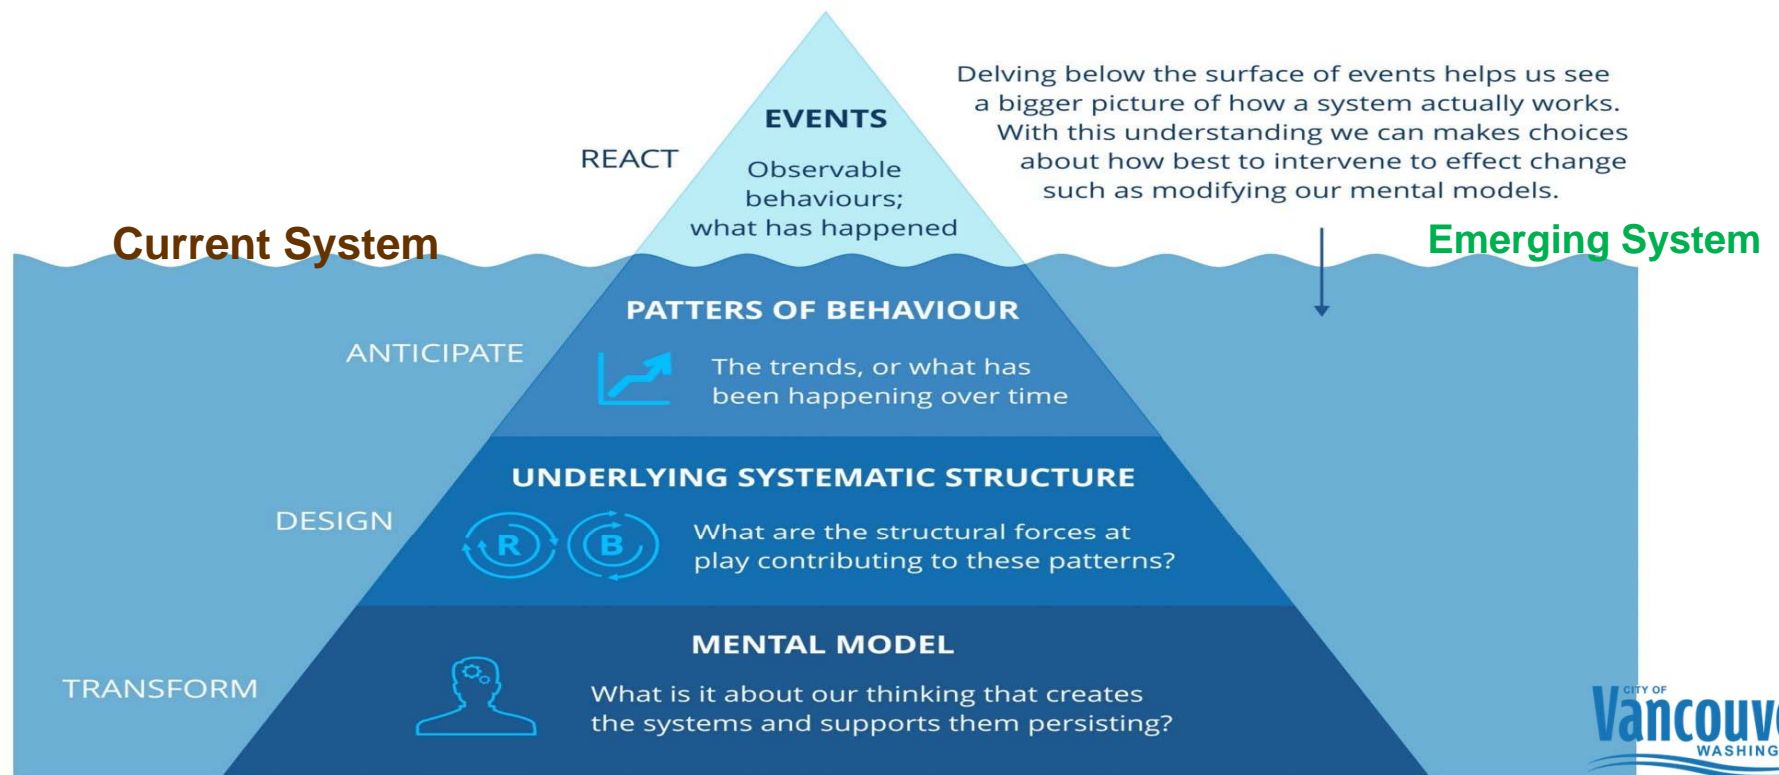 EVENTS
Observable
behaviours;
what has happened
REACT
Delving below the surface of events helps us see
a bigger picture of how a system actually works.
With this understanding we can makes choices
about how best to intervene to effect change
such as modifying our mental models.
Current System
Emerging System
PATTERS OF BEHAVIOUR
ANTICIPATE
The trends, or what has
been happening over time
UNDERLYING SYSTEMATIC STRUCTURE
DESIGN
R
B
What are the structural forces at
play contributing to these patterns?
MENTAL MODEL
TRANSFORM
What is it about our thinking that creates
the systems and supports them persisting?
CITY OF